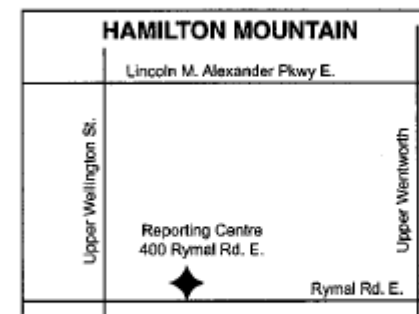 HAMILTON MOUNTAIN
Lincoln M. Alexander Pkwy E.
Upper Wellington St.
Upper Wentworth
Reporting Centre
400 Rymal Rd. E.
Rymal Rd. E.